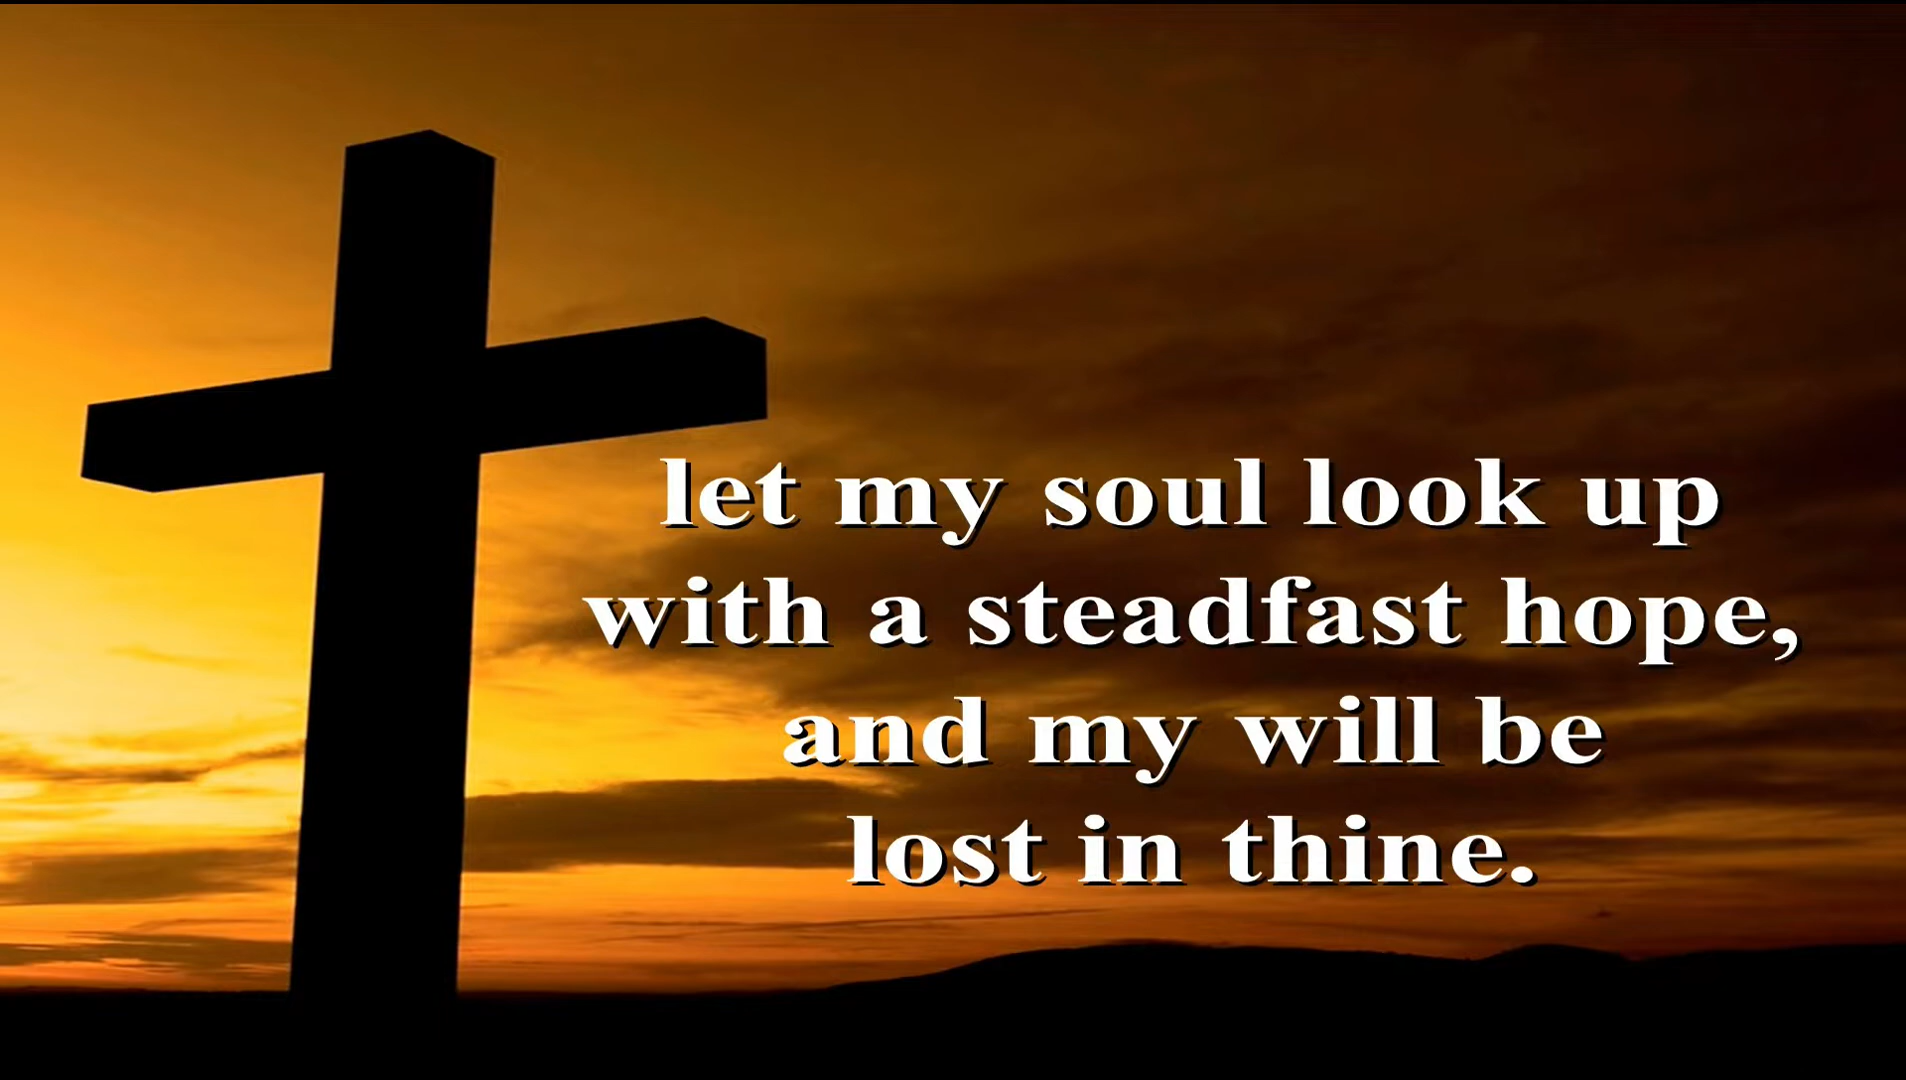 let my soul look up
with a steadfast hope,
and my will be
lost in thine.